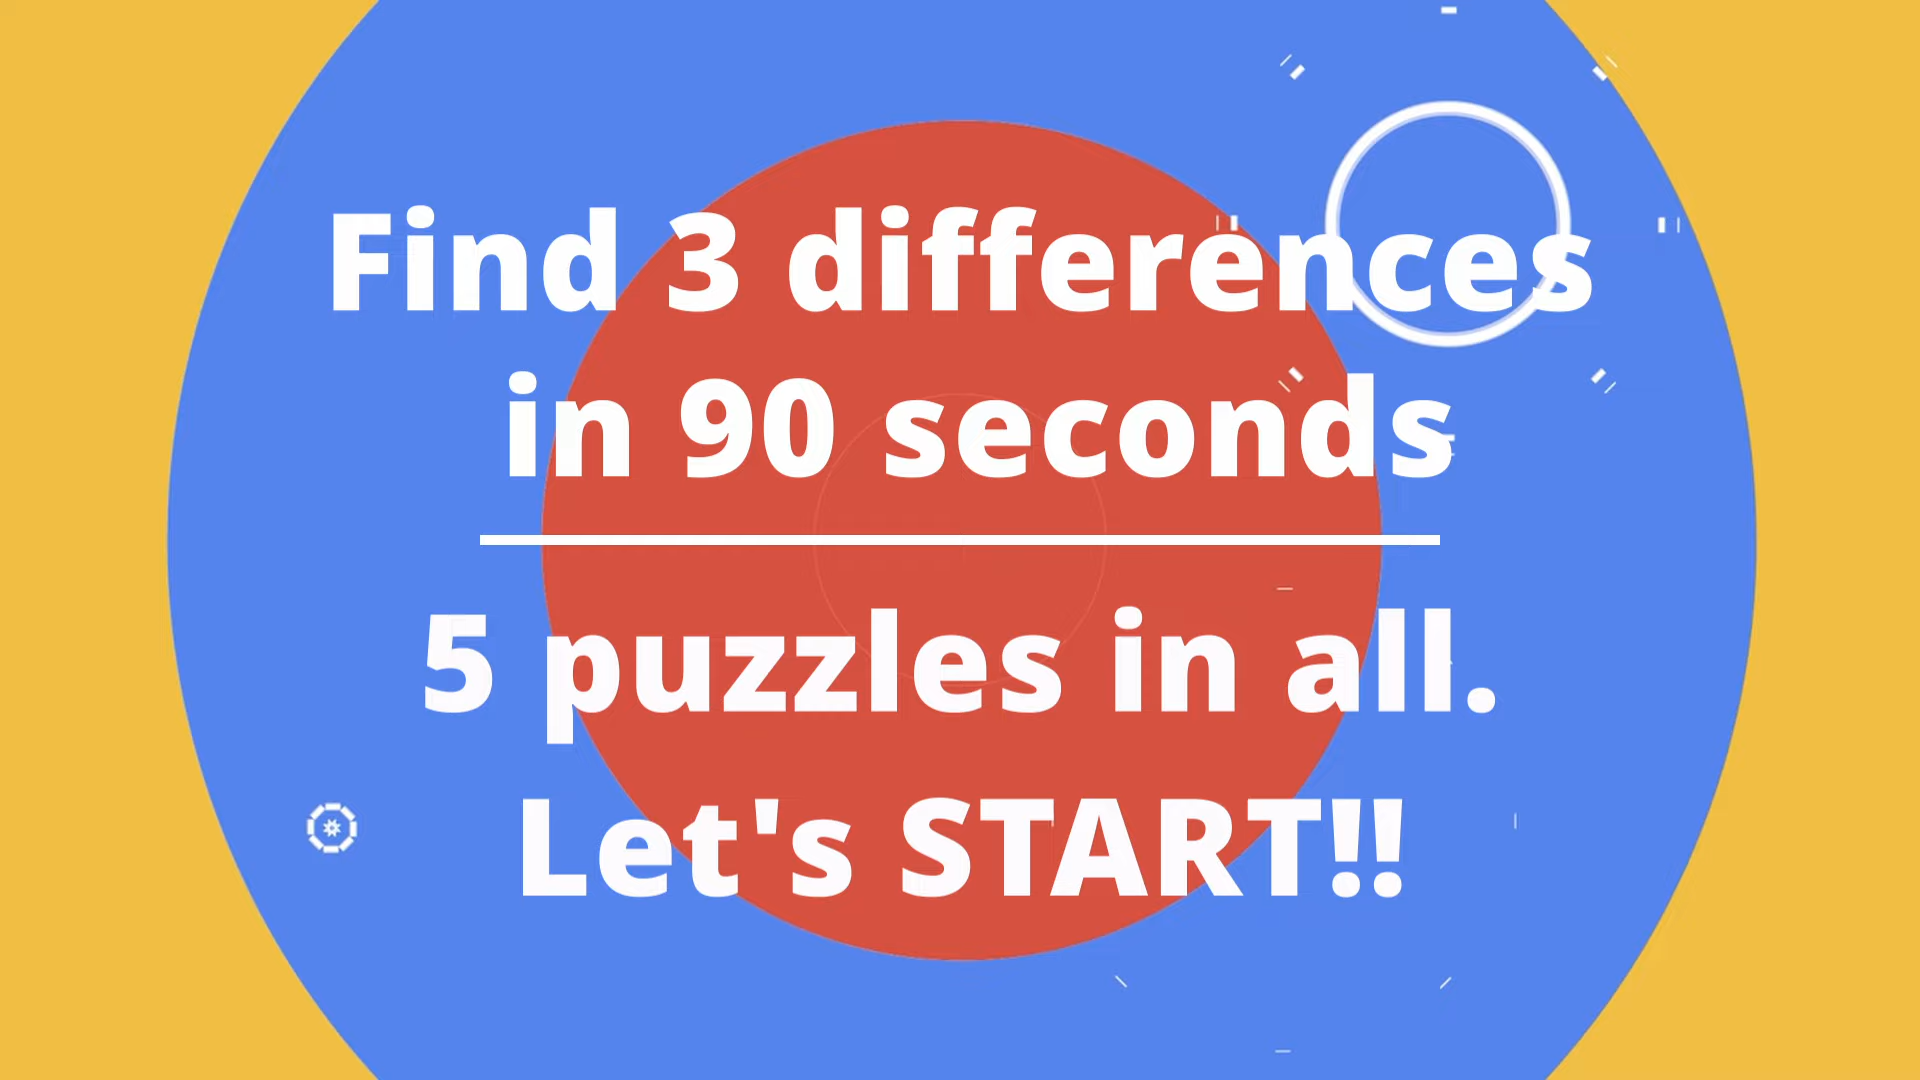 Find 3 differences
in 90 seconds
5 puzzles in all.
Let's START!!